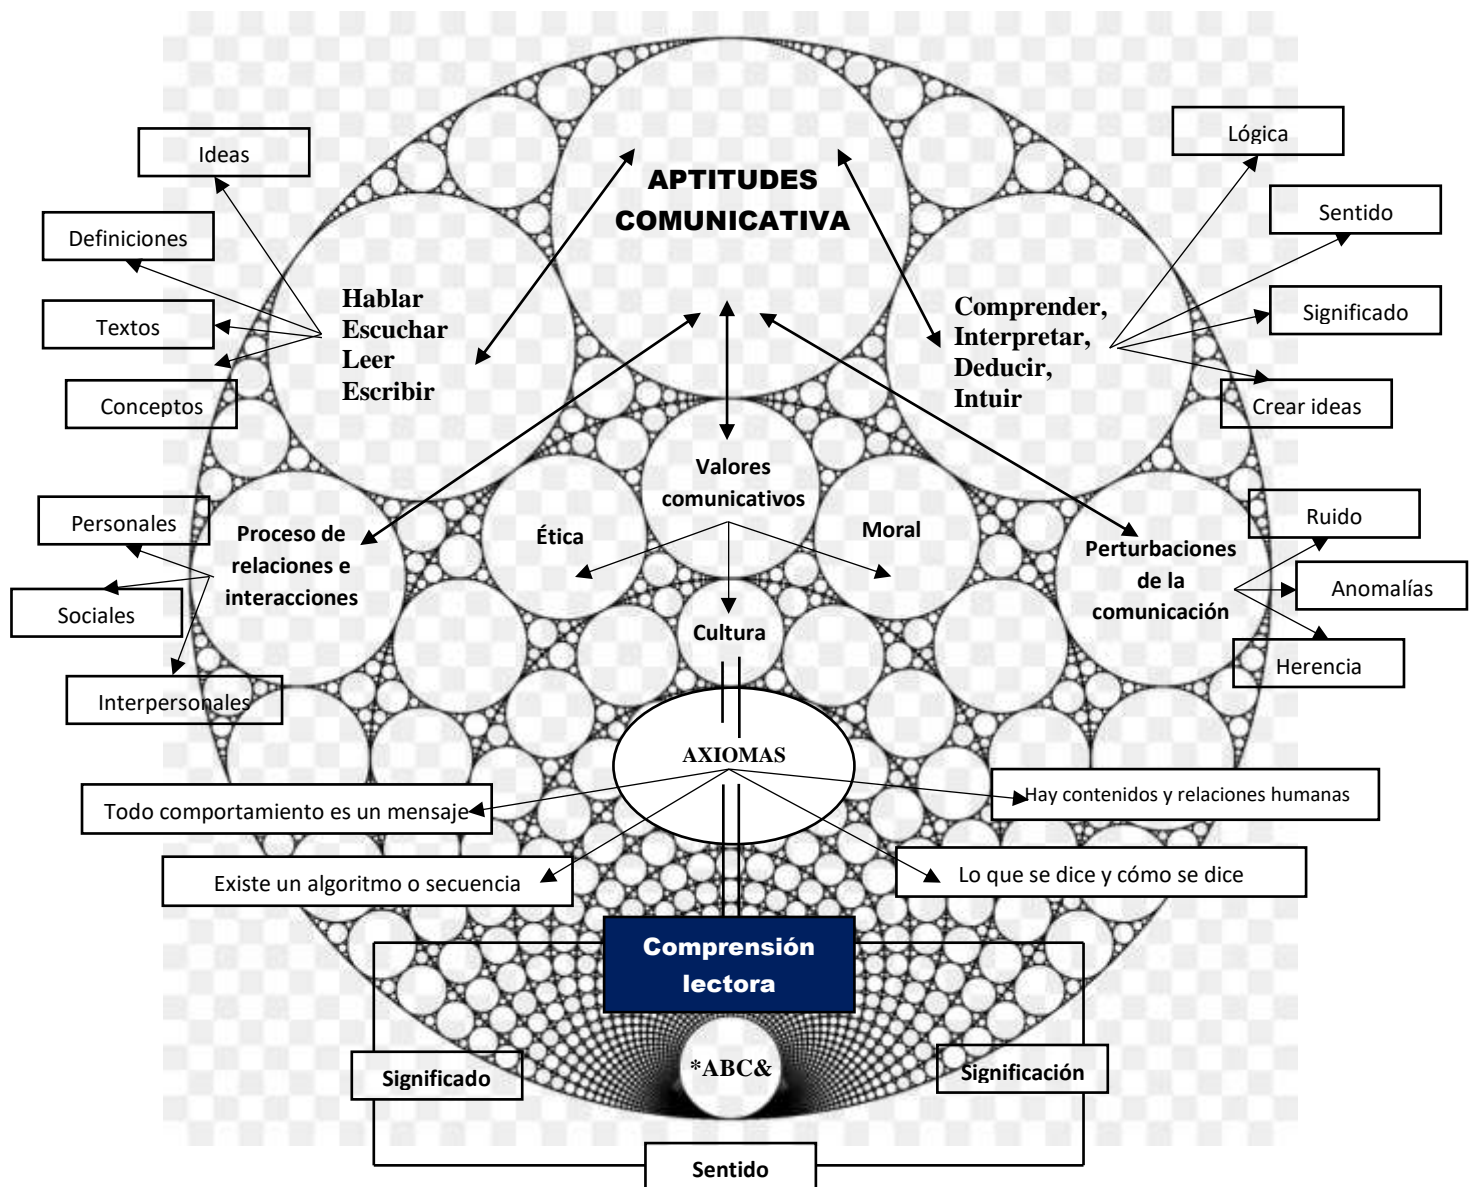 Lógica
Ideas
APTITUDES
COMUNICATIVA
Sentido
Definiciones
Hablar
Escuchar
Leer
Escribir
Comprender,
Interpretar,
Deducir,
Intuir
Textos
Significado
Conceptos
Crear ideas
Valores
comunicativos
Personales
Proceso de
relaciones e
interacciones
Ética
Moral
Perturbaciones
de la
comunicación
Ruido
Anomalías
Sociales
Cultura
Herencia
Interpersonales
AXIOMAS
Todo comportamiento es un mensaje
Hay contenidos y relaciones humanas
Existe un algoritmo o secuencia
Lo que se dice y cómo se dice
Comprensión
lectora
Significado
*ABC&
Significación
Sentido